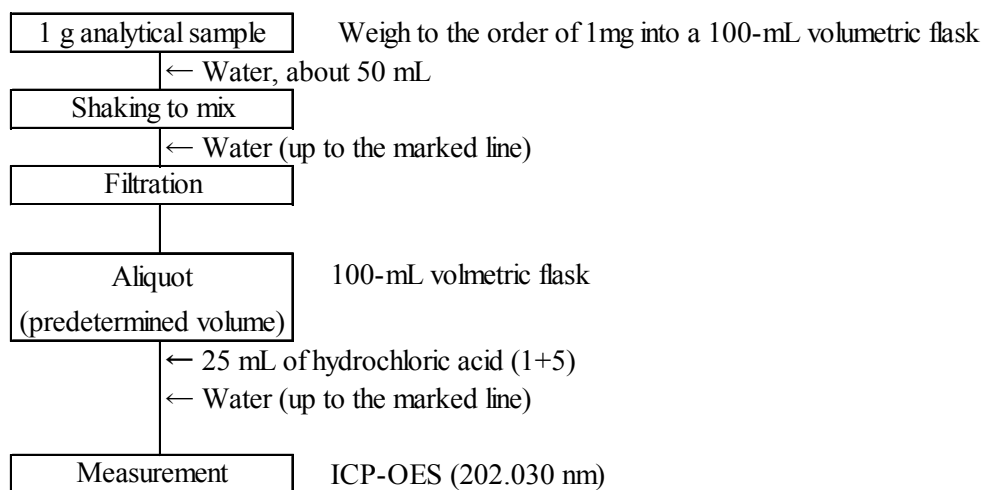 1 g analytical sample Weigh to the order of 1mg into a 100-mL volumetric flask
← Water, about 50 mL
Shaking to mix
← Water (up to the marked line)
Filtration
Aliquot 100-mL volmetric flask
(predetermined volume)
← 25 mL of hydrochloric acid (1+5)
← Water (up to the marked line)
Measurement ICP-OES (202.030 nm)